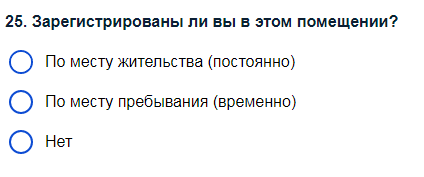 25. Зарегистрированы ли вы в этом помещении?
По месту жительства (постоянно)
По месту пребывания (временно)
Нет